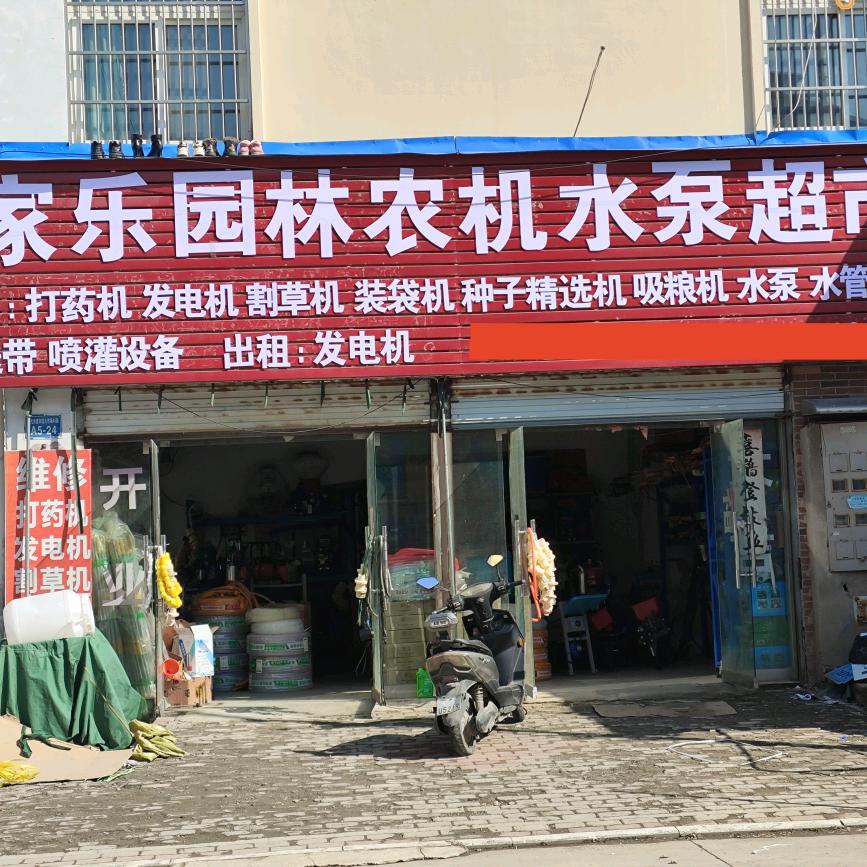 家乐园林农机水泵超市
: 打药机 发电机 割草机 装袋机 种子精选机 吸粮机 水泵 水管
带 喷灌设备 出租:发电机
A5-24
维修
打药机
发电机
割草机
开
业